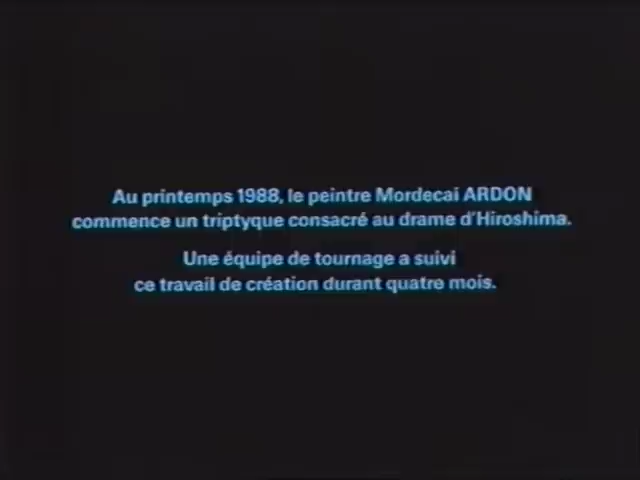 Au printemps 1988, le peintre Mordecai ARDON
commence un triptyque consacré au drame d'Hiroshima.
Une équipe de tournage a suivi
ce travail de création durant quatre mois.